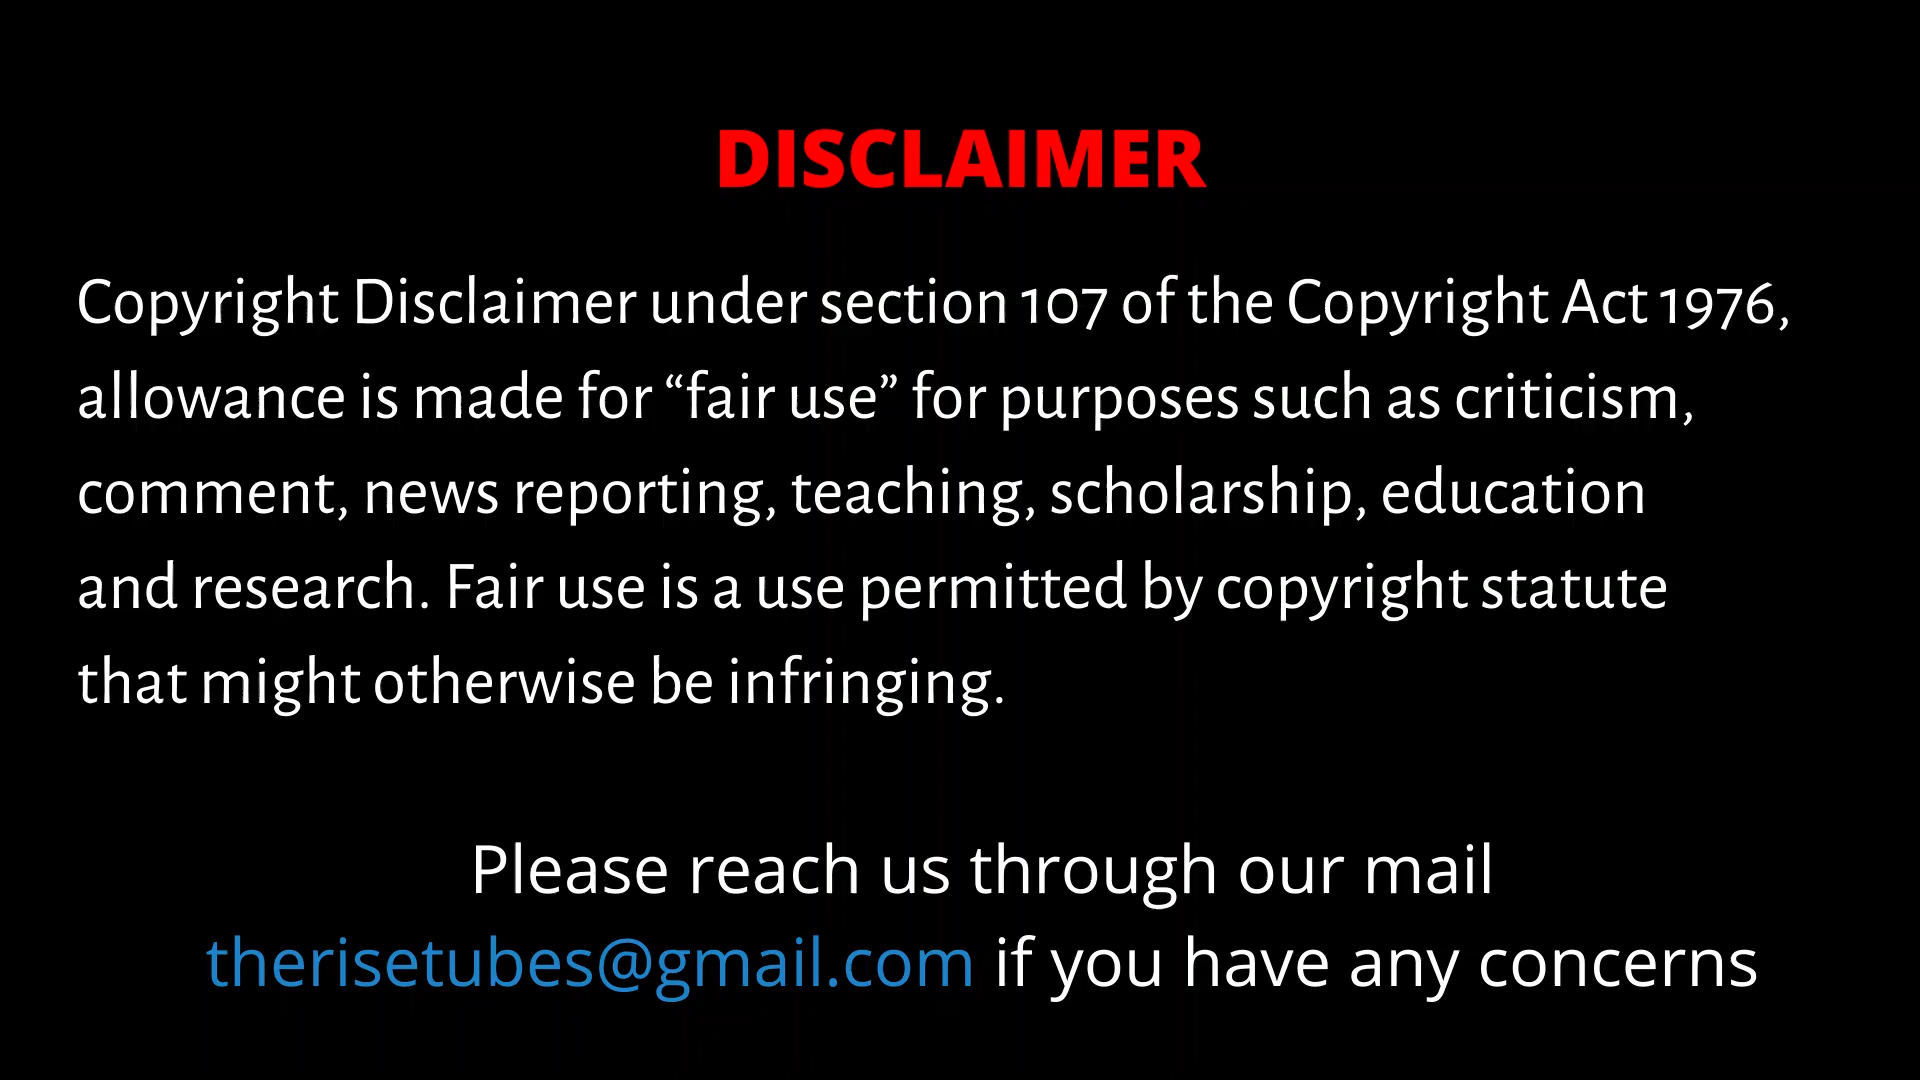 DISCLAIMER
Copyright Disclaimer under section 107 of the Copyright Act 1976,
allowance is made for “fair use” for purposes such as criticism,
comment, news reporting, teaching, scholarship, education
and research. Fair use is a use permitted by copyright statute
that might otherwise be infringing.
Please reach us through our mail
therisetubes@gmail.com if you have any concerns